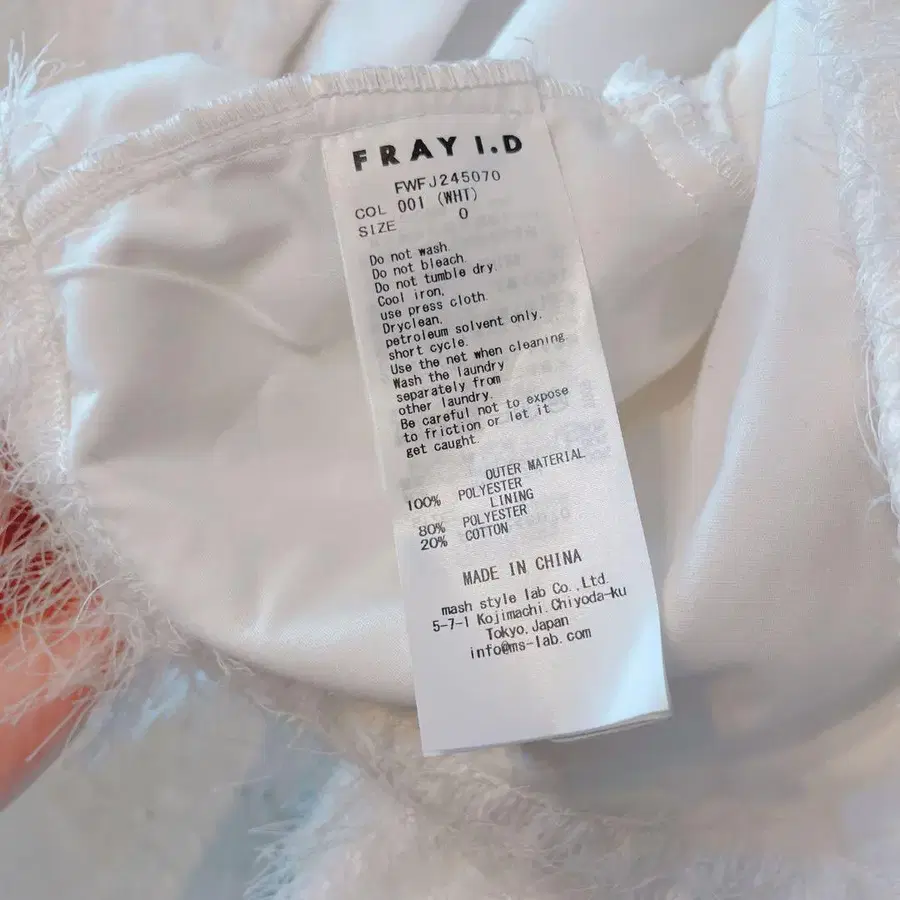 FRAY I.D
FWFJ245070
COL 001 (WHT)
SIZE 0
Do not wash.
Do not bleach.
Do not tumble dry.
Cool iron,
use press cloth.
Dryclean.
petroleum solvent only.
short cycle.
Use the net when cleaning.
Wash the laundry
separately from
other laundry.
Be careful not to expose
to friction or let it
get caught.
OUTER MATERIAL
100% POLYESTER
LINING
80% POLYESTER
20% COTTON
MADE IN CHINA
mash style lab Co.,Ltd.
5-7-1 Kojimachi.Chiyoda-ku
Tokyo.Japan
info@ms-lab.com